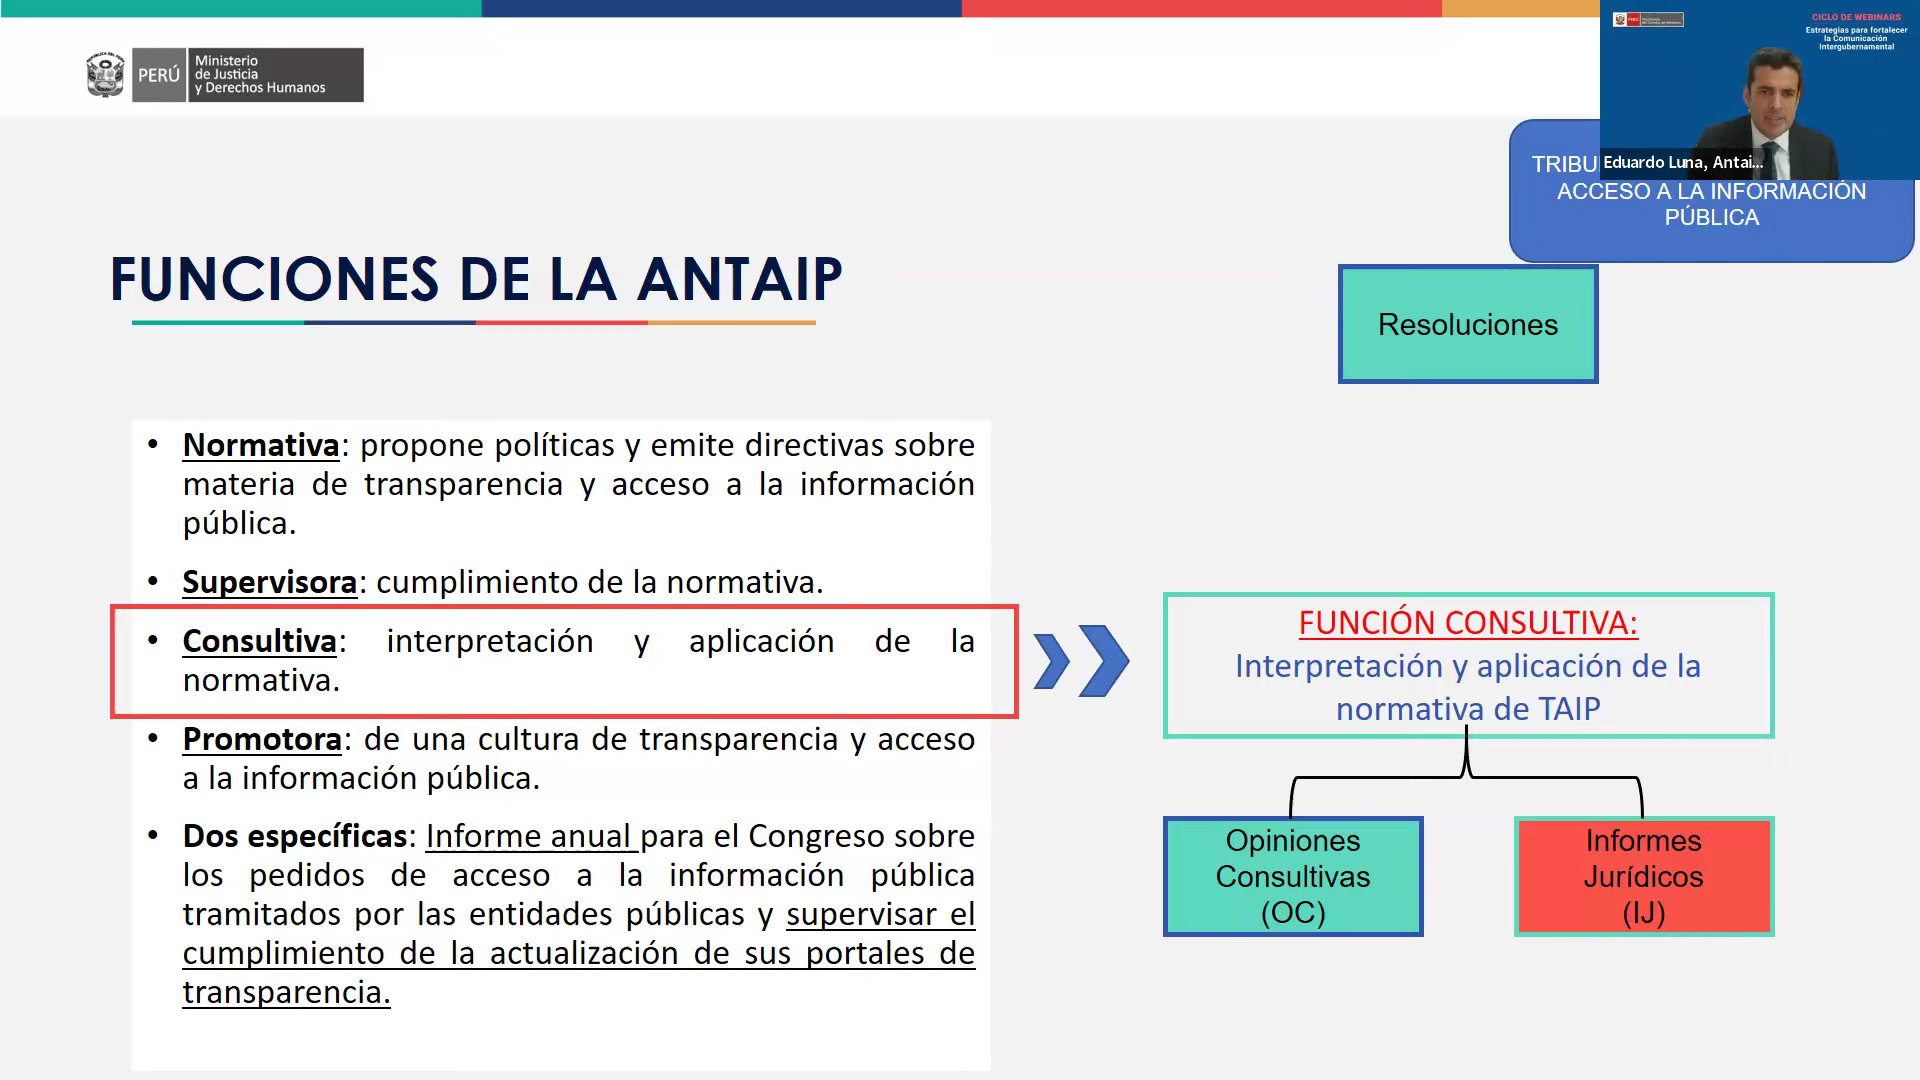 PERÚ
Ministerio
de Justicia
y Derechos Humanos
CICLO DE WEBINARS
Estrategias para fortalecer
la Comunicación
Intergubernamental
Eduardo Luna, Antai...
ACCESO A LA INFORMACIÓN
PÚBLICA
FUNCIONES DE LA ANTAIP
Resoluciones
• Normativa: propone políticas y emite directivas sobre
materia de transparencia y acceso a la información
pública.
• Supervisora: cumplimiento de la normativa.
• Consultiva: interpretación y aplicación de la
normativa.
• Promotora: de una cultura de transparencia y acceso
a la información pública.
• Dos específicas: Informe anual para el Congreso sobre
los pedidos de acceso a la información pública
tramitados por las entidades públicas y supervisar el
cumplimiento de la actualización de sus portales de
transparencia.
FUNCIÓN CONSULTIVA:
Interpretación y aplicación de la
normativa de TAIP
Opiniones
Consultivas
(OC)
Informes
Jurídicos
(IJ)